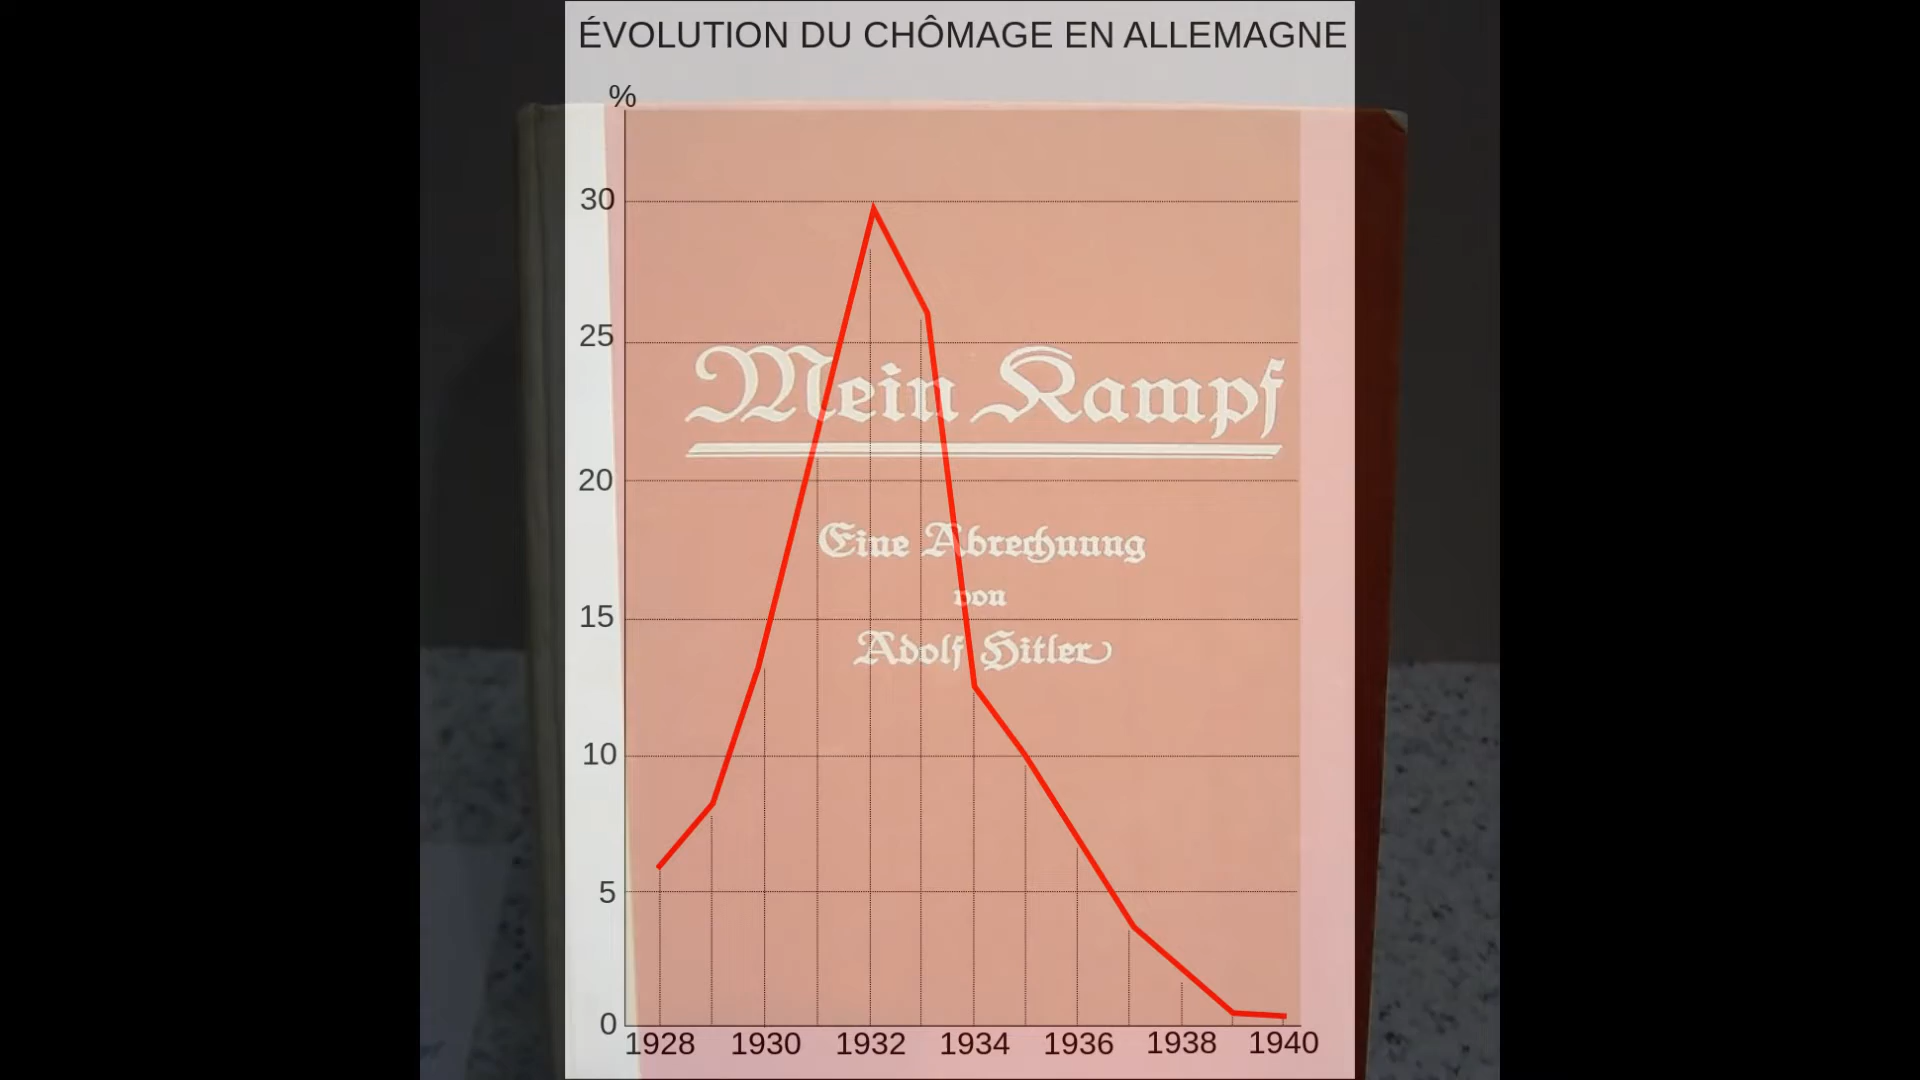 ÉVOLUTION DU CHÔMAGE EN ALLEMAGNE
%
30
25
Mein Kampf
20
Eine Abrechnung
von
15
Adolf Hitler
10
5
0
1928 1930 1932 1934 1936 1938 1940